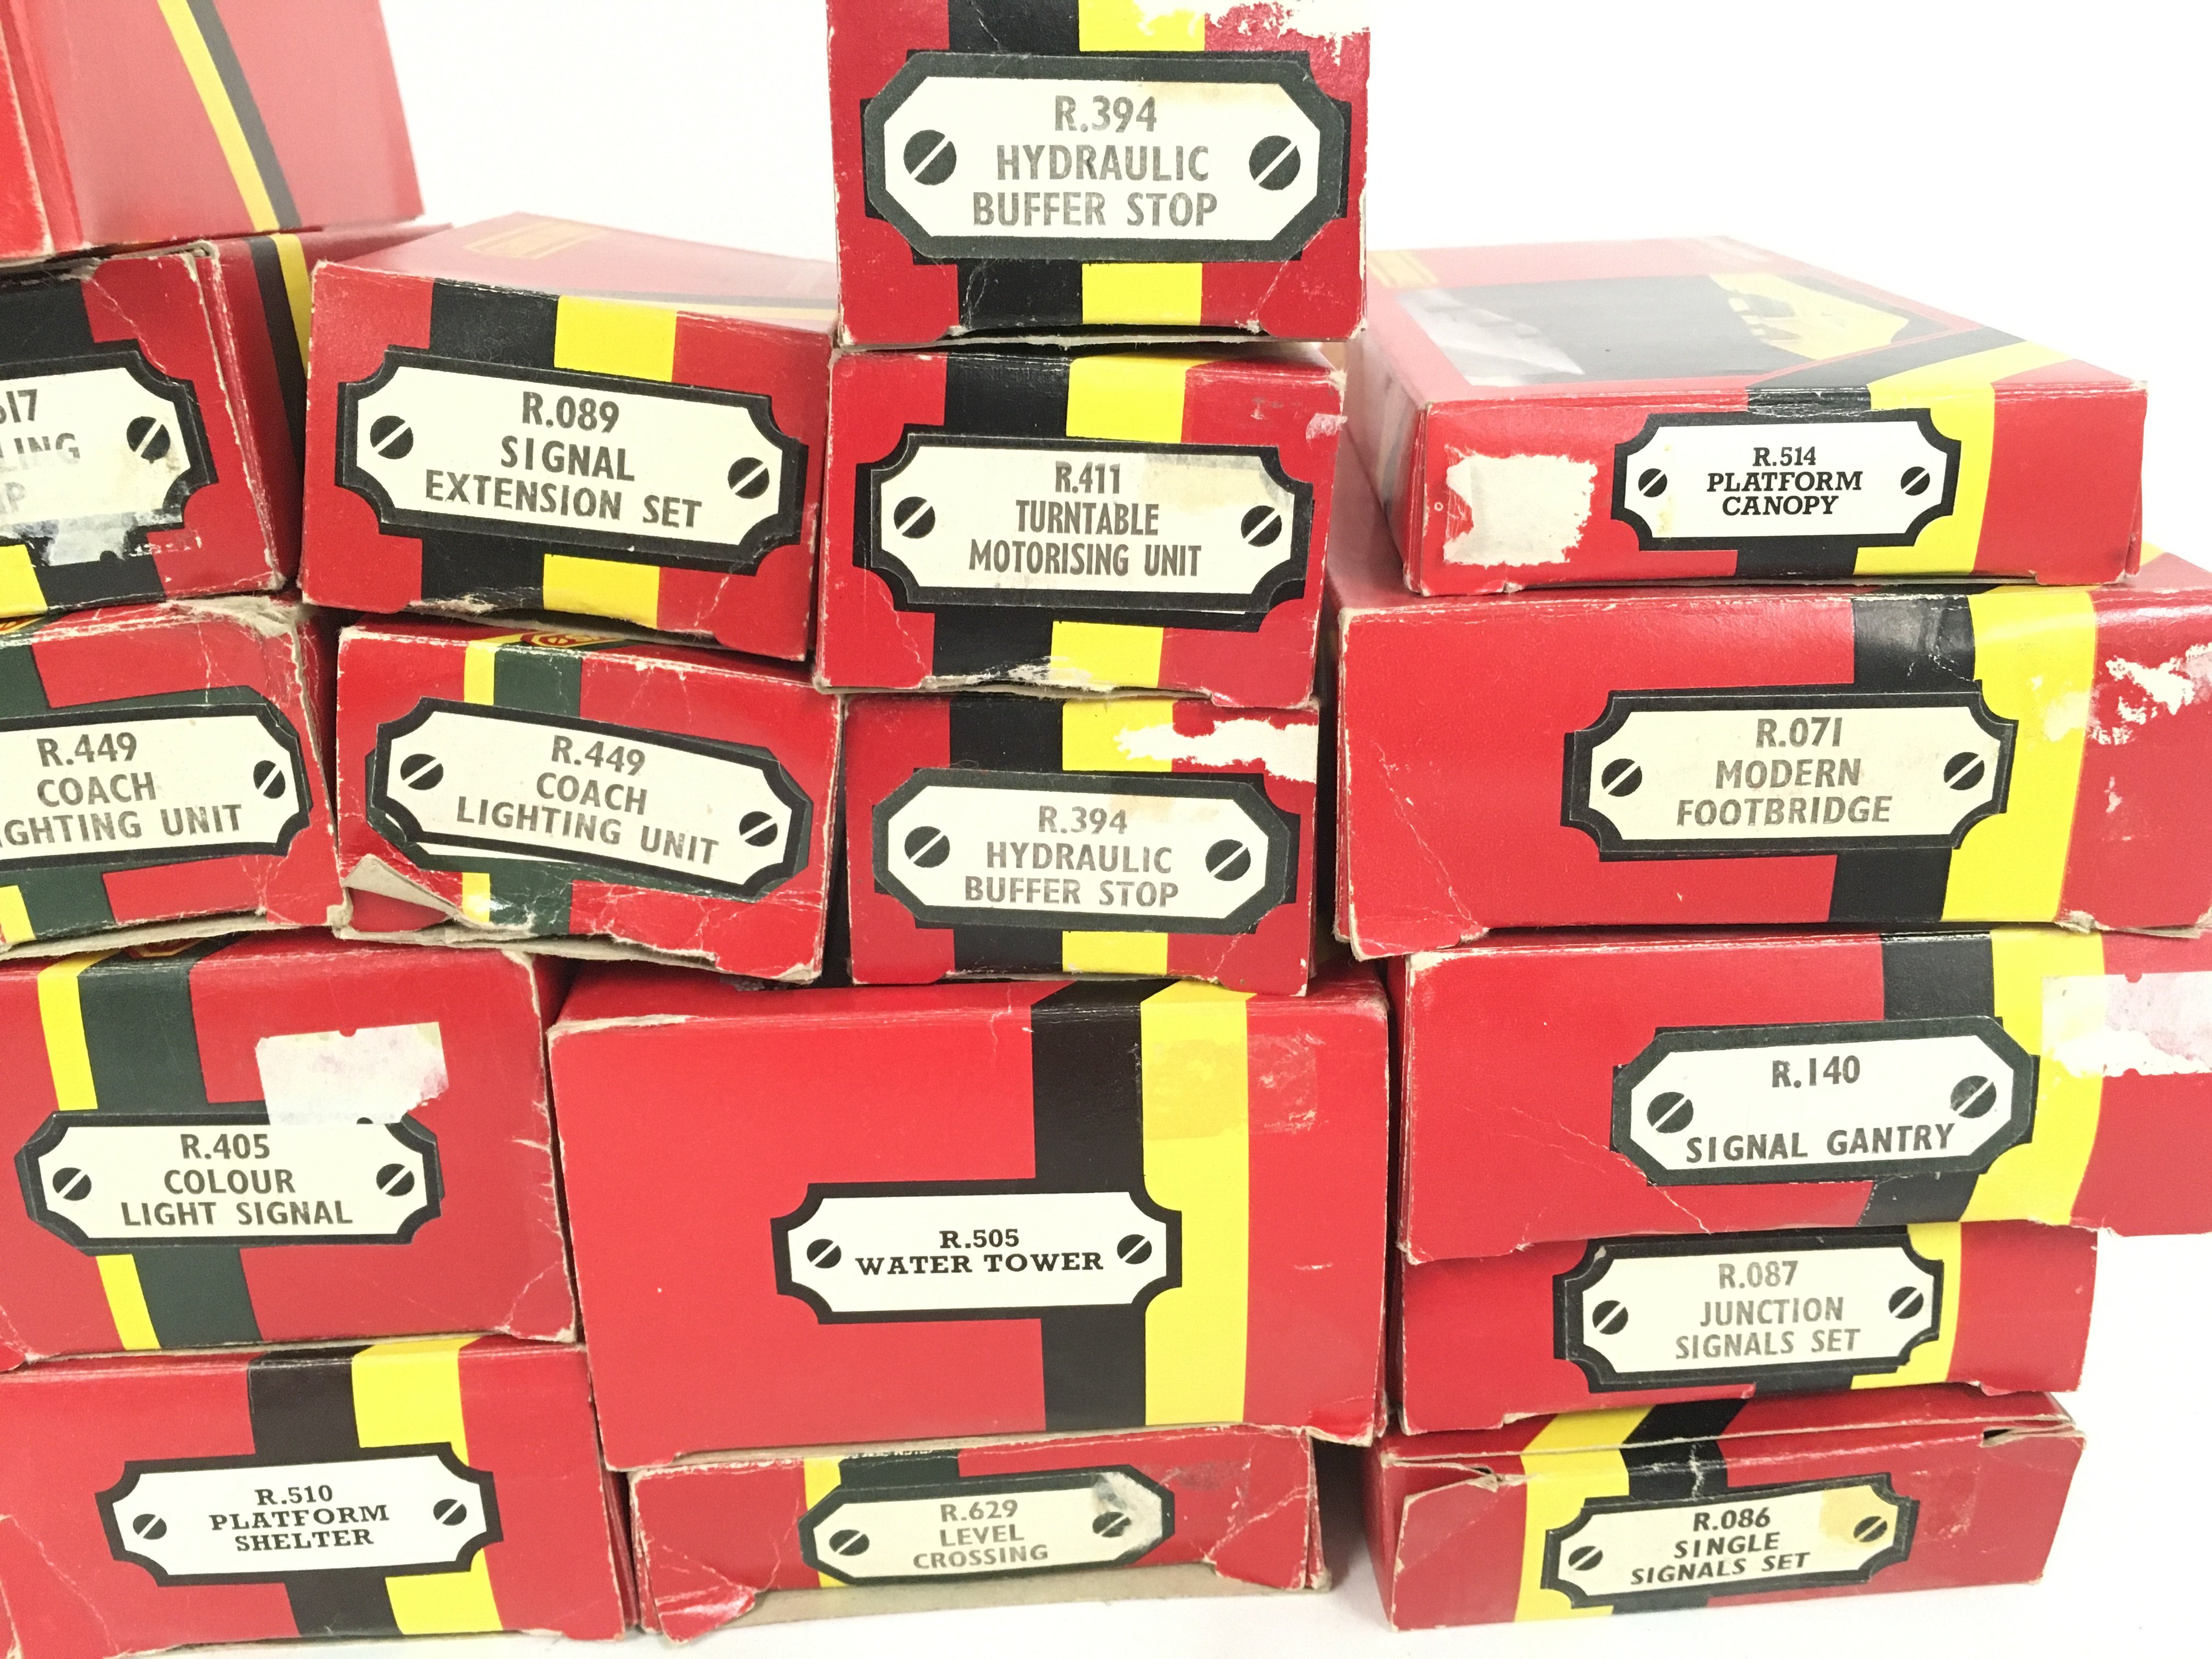 R.394
HYDRAULIC
BUFFER STOP
R.089
SIGNAL
EXTENSION SET
R.411
TURNTABLE
MOTORISING UNIT
R.514
PLATFORM
CANOPY
R.449
COACH
LIGHTING UNIT
R.449
COACH
LIGHTING UNIT
R.394
HYDRAULIC
BUFFER STOP
R.071
MODERN
FOOTBRIDGE
R.405
COLOUR
LIGHT SIGNAL
R.505
WATER TOWER
R.140
SIGNAL GANTRY
R.087
JUNCTION
SIGNALS SET
R.510
PLATFORM
SHELTER
R.629
LEVEL
CROSSING
R.086
SINGLE
SIGNALS SET